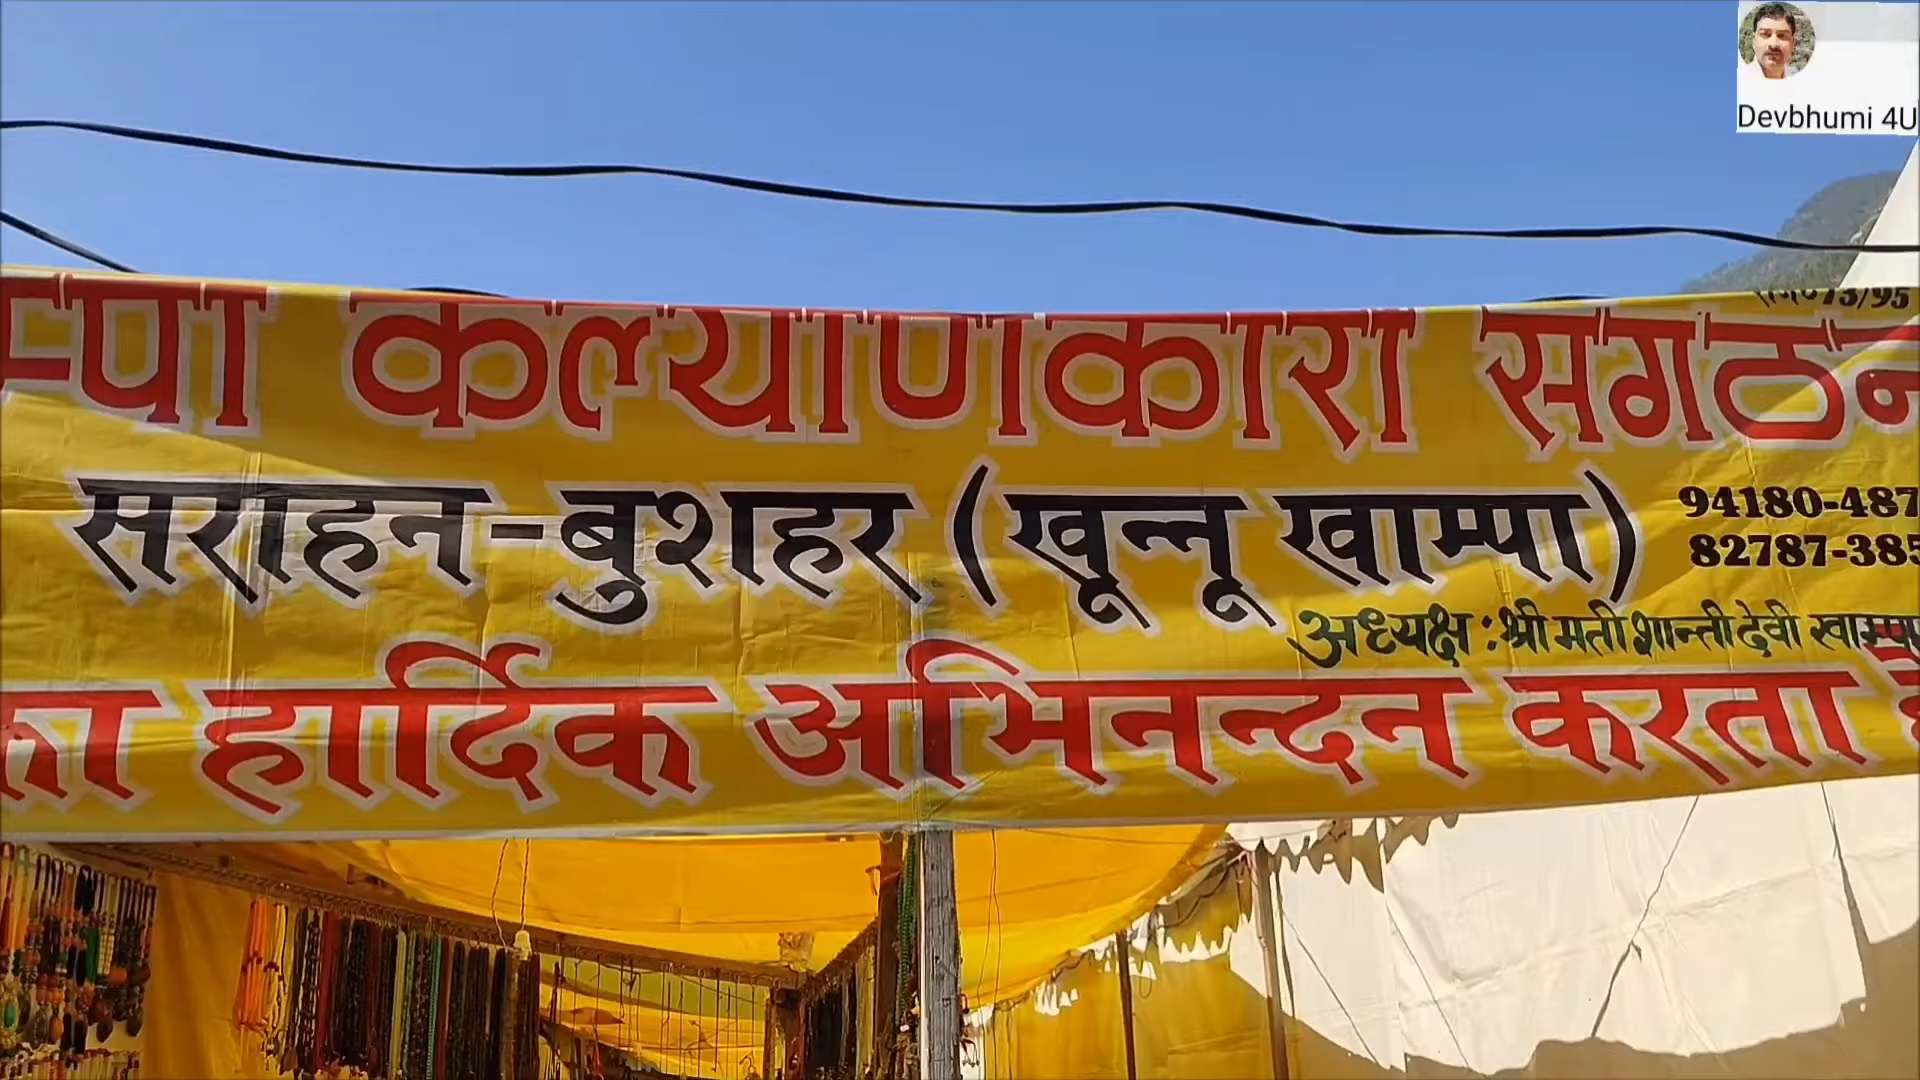 Devbhumi 4U
म्पा कल्याणकारी संगठन
सराहन-बुशहर (खून्नू खाम्पा)
94180-487
82787-385
अध्यक्ष : श्रीमती शान्ती देवी खाम्पा
का हार्दिक अभिनन्दन करता है